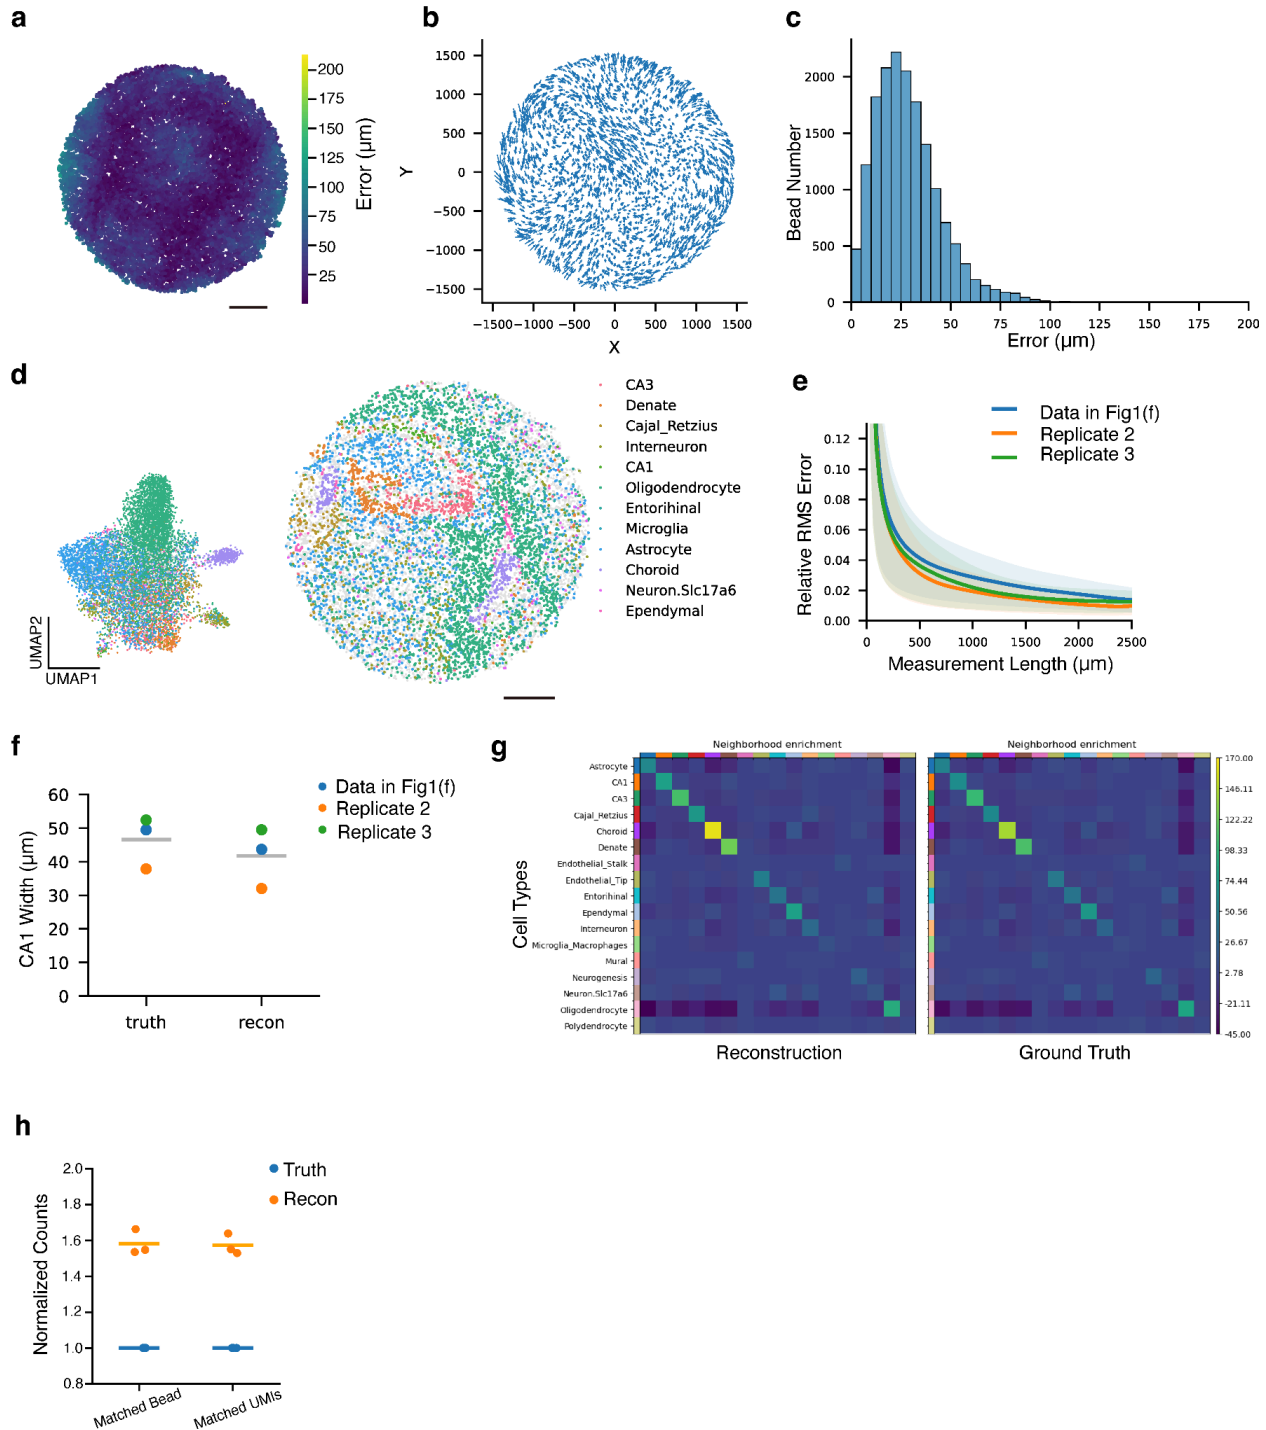 a
200
175
150
125
100
75
50
25
Error (µm)
b
1500
1000
500
0
−500
−1000
−1500
Y
−1500 −1000 −500 0 500 1000 1500
X
c
2000
1500
1000
500
0
Bead Number
0 25 50 75 100 125 150 175 200
Error (µm)
d
UMAP2
UMAP1
CA3
Denate
Cajal_Retzius
Interneuron
CA1
Oligodendrocyte
Entorihinal
Microglia
Astrocyte
Choroid
Neuron.Slc17a6
Ependymal
e
Data in Fig1(f)
Replicate 2
Replicate 3
0.12
0.10
0.08
0.06
0.04
0.02
0.00
Relative RMS Error
0 500 1000 1500 2000 2500
Measurement Length (µm)
f
Data in Fig1(f)
Replicate 2
Replicate 3
60
50
40
30
20
10
0
CA1 Width (µm)
truth recon
g
Neighborhood enrichment
Neighborhood enrichment
Cell Types
Astrocyte
CA1
CA3
Cajal_Retzius
Choroid
Denate
Endothelial_Stalk
Endothelial_Tip
Entorihinal
Ependymal
Interneuron
Microglia_Macrophages
Mural
Neurogenesis
Neuron.Slc17a6
Oligodendrocyte
Polydendrocyte
170.00
146.11
122.22
98.33
74.44
50.56
26.67
2.78
-21.11
-45.00
Reconstruction
Ground Truth
h
Truth
Recon
2.0
1.8
1.6
1.4
1.2
1.0
0.8
Normalized Counts
Matched Bead
Matched UMIs